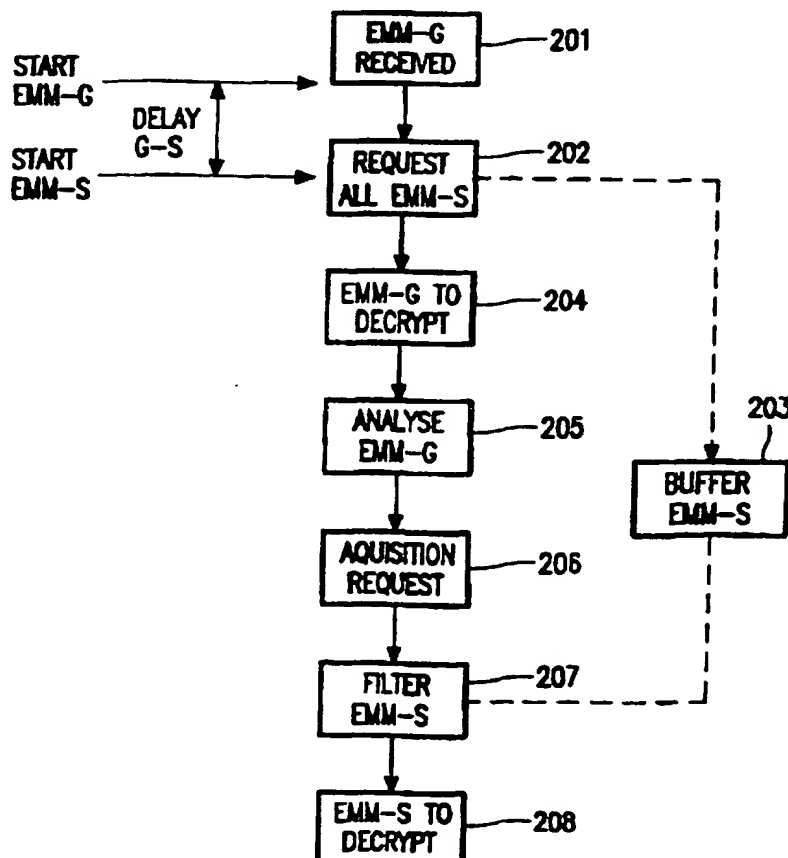 EMM-G
RECEIVED
201
START
EMM-G
DELAY
G-S
START
EMM-S
REQUEST
ALL EMM-S
202
EMM-G TO
DECRYPT
204
ANALYSE
EMM-G
205
203
BUFFER
EMM-S
AQUISITION
REQUEST
206
FILTER
EMM-S
207
EMM-S TO
DECRYPT
208